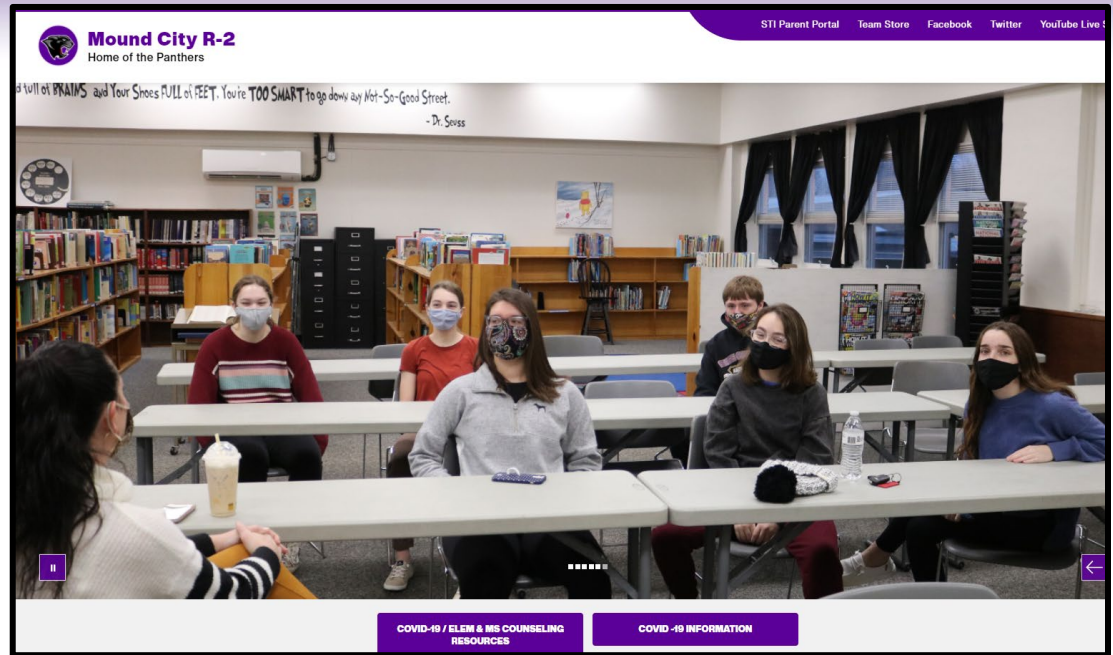 STI Parent Portal Team Store Facebook Twitter YouTube Live
Mound City R-2
Home of the Panthers
full of BRAINS and Your Shoes FULL of FEET. You're TOO SMART to go down any Not-So-Good Street.
- Dr. Seuss
COVID-19 / ELEM & MS COUNSELING
RESOURCES
COVID -19 INFORMATION